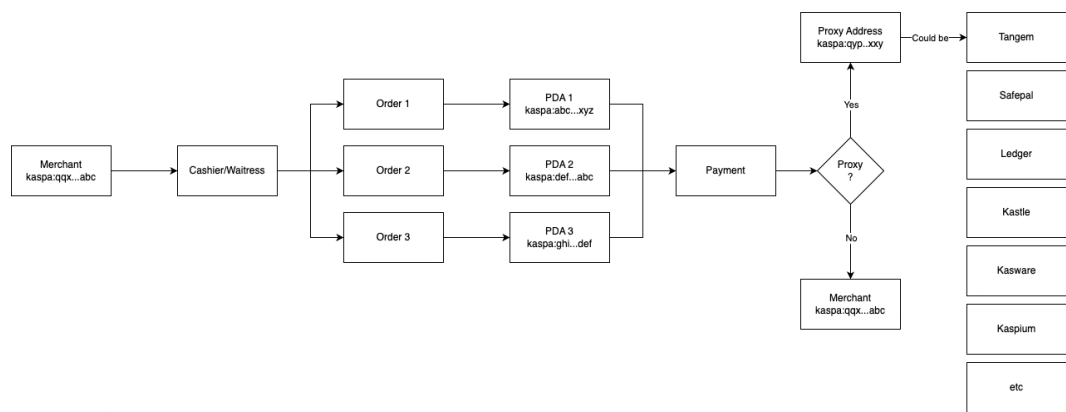 Merchant
kaspa:qqx...abc
Cashier/Waitress
Order 1
Order 2
Order 3
PDA 1
kaspa:abc...xyz
PDA 2
kaspa:def...abc
PDA 3
kaspa:ghi...def
Payment
Proxy
?
Yes
No
Proxy Address
kaspa:qyp..xxy
Merchant
kaspa:qqx...abc
Could be
Tangem
Safepal
Ledger
Kastle
Kasware
Kaspium
etc